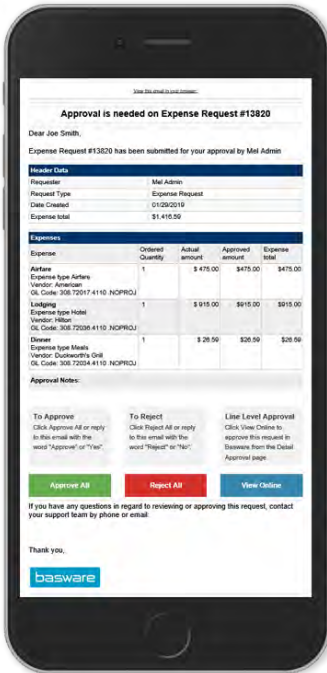 View this email in your browser.
Approval is needed on Expense Request #13820
Dear Joe Smith,
Expense Request #13820 has been submitted for your approval by Mel Admin
Header Data
Requester Mel Admin
Request Type Expense Request
Date Created 01/29/2019
Expense total $1,416.59
Expenses
Expense Ordered Quantity Actual amount Approved amount Expense total
Airfare 1 $ 475.00 $475.00 $475.00
Expense type Airfare
Vendor: American
GL Code: 308.72017.4110 .NOPROJ
Lodging 1 $ 915.00 $915.00 $915.00
Expense type Hotel
Vendor: Hilton
GL Code: 308.72036.4110 .NOPROJ
Dinner 1 $ 26.59 $26.59 $26.59
Expense type Meals
Vendor: Duckworth's Grill
GL Code: 308.72034.4110 .NOPROJ
Approval Notes:
To Approve
Click Approve All or reply
to this email with the
word "Approve" or "Yes".
To Reject
Click Reject All or reply
to this email with the
word "Reject" or "No".
Line Level Approval
Click View Online to
approve this request in
Basware from the Detail
Approval page.
Approve All
Reject All
View Online
If you have any questions in regard to reviewing or approving this request, contact
your support team by phone or email.
Thank you,
basware